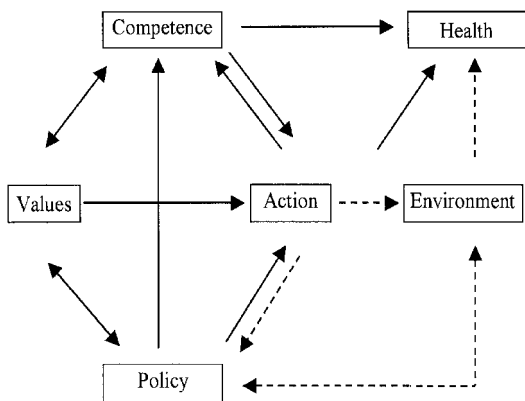 Competence
Health
Values
Action
Environment
Policy